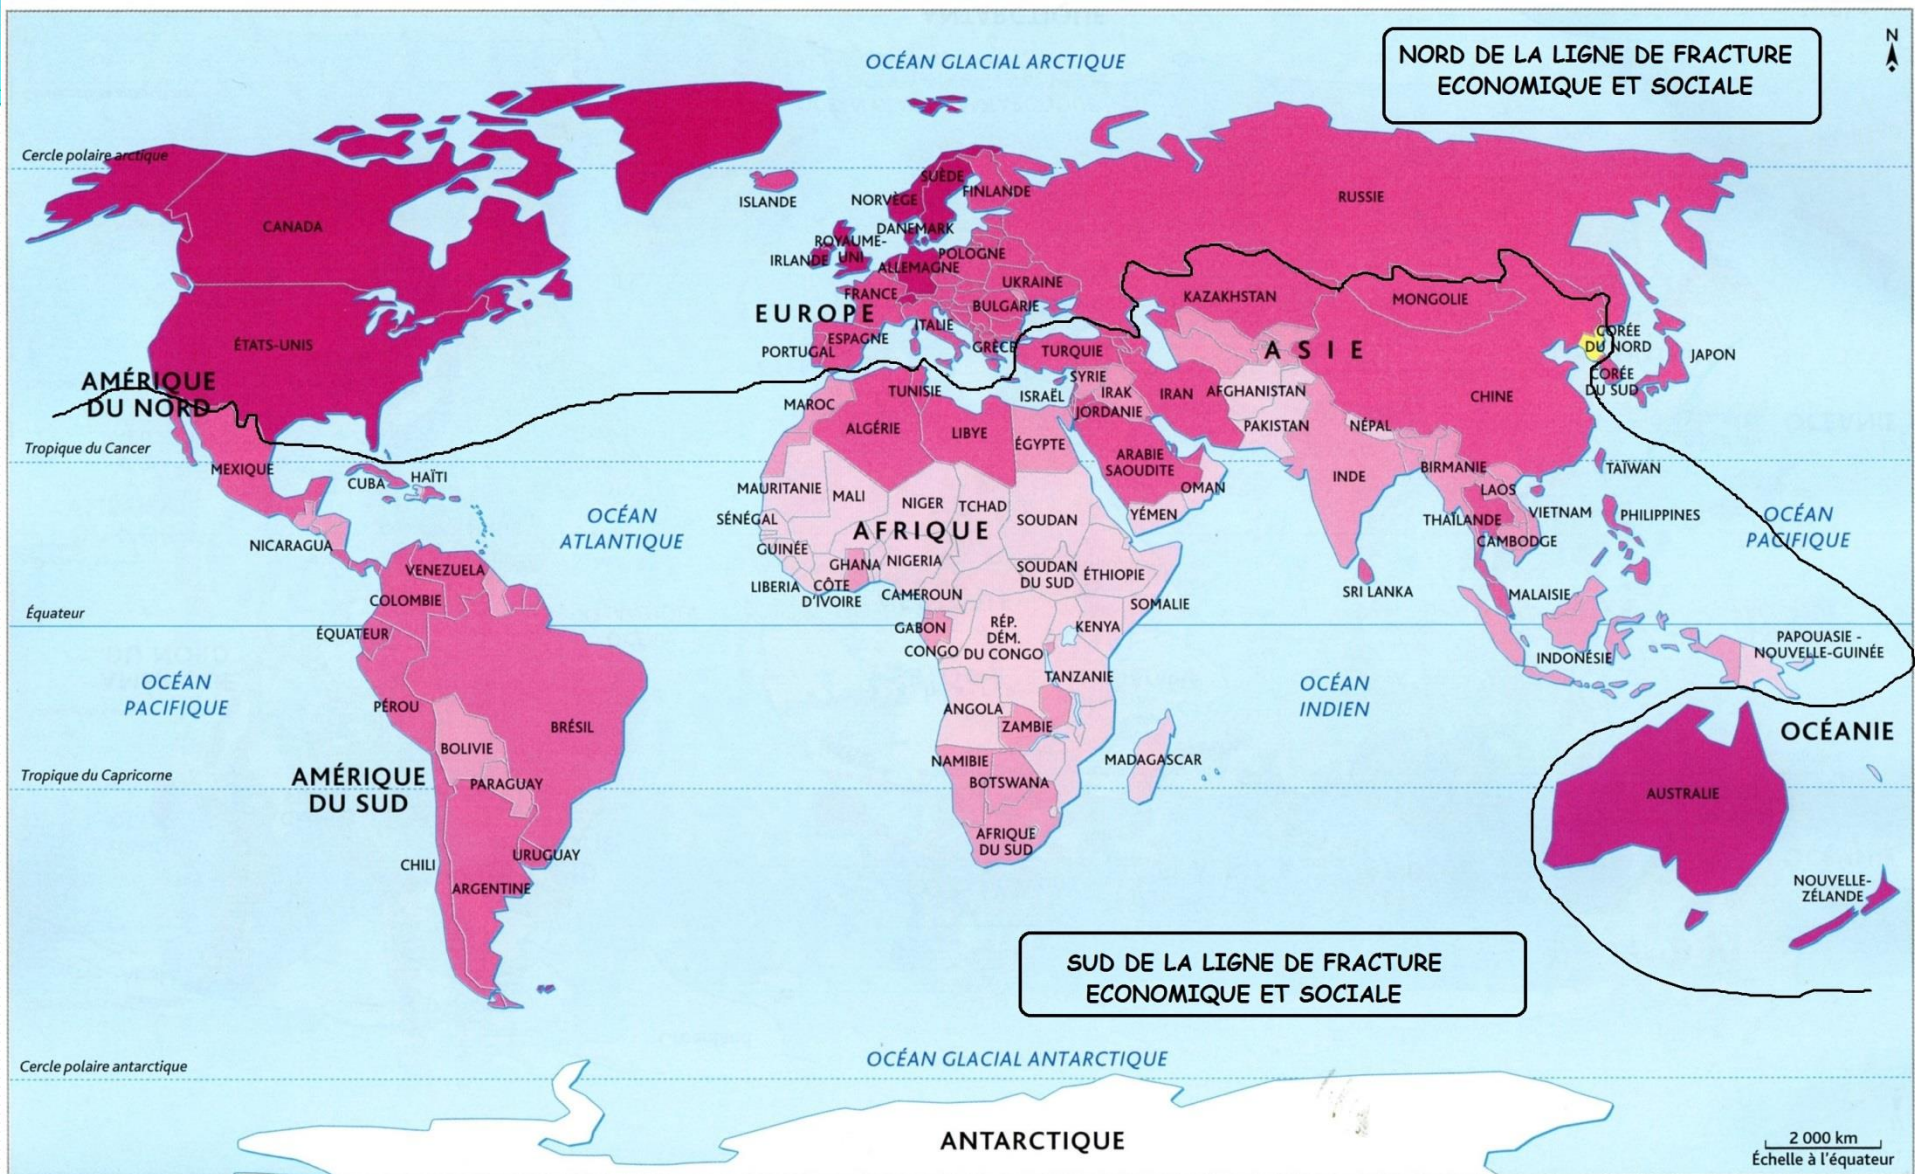 OCÉAN GLACIAL ARCTIQUE
NORD DE LA LIGNE DE FRACTURE
ECONOMIQUE ET SOCIALE
N
Cercle polaire arctique
CANADA
ISLANDE
NORVÈGE
SUÈDE
FINLANDE
RUSSIE
DANEMARK
ROYAUME-
UNI
IRLANDE
ALLEMAGNE
POLOGNE
UKRAINE
FRANCE
BULGARIE
EUROPE
ITALIE
ESPAGNE
PORTUGAL
GRÈCE
TURQUIE
KAZAKHSTAN
MONGOLIE
ASIE
CORÉE
DU NORD
CORÉE
DU SUD
JAPON
ÉTATS-UNIS
AMÉRIQUE
DU NORD
SYRIE
TUNISIE
MAROC
ISRAËL
IRAK
JORDANIE
IRAN
AFGHANISTAN
CHINE
ALGÉRIE
LIBYE
ÉGYPTE
PAKISTAN
NÉPAL
Tropique du Cancer
MEXIQUE
CUBA
HAÏTI
ARABIE
SAOUDITE
OMAN
INDE
BIRMANIE
TAÏWAN
MAURITANIE
MALI
NIGER
TCHAD
SOUDAN
YÉMEN
LAOS
THAÏLANDE
VIETNAM
PHILIPPINES
CAMBODGE
OCÉAN
PACIFIQUE
SÉNÉGAL
AFRIQUE
OCÉAN
ATLANTIQUE
NICARAGUA
GUINÉE
GHANA
NIGERIA
SOUDAN
DU SUD
ÉTHIOPIE
LIBERIA
CÔTE
D'IVOIRE
CAMEROUN
SOMALIE
SRI LANKA
MALAISIE
VENEZUELA
COLOMBIE
Équateur
ÉQUATEUR
GABON
CONGO
RÉP.
DÉM.
DU CONGO
KENYA
TANZANIE
INDONÉSIE
PAPOUASIE -
NOUVELLE-GUINÉE
OCÉAN
PACIFIQUE
PÉROU
BRÉSIL
ANGOLA
ZAMBIE
OCÉAN
INDIEN
OCÉANIE
BOLIVIE
Tropique du Capricorne
PARAGUAY
AMÉRIQUE
DU SUD
NAMIBIE
BOTSWANA
MADAGASCAR
AUSTRALIE
AFRIQUE
DU SUD
CHILI
URUGUAY
ARGENTINE
NOUVELLE-
ZÉLANDE
SUD DE LA LIGNE DE FRACTURE
ECONOMIQUE ET SOCIALE
Cercle polaire antarctique
OCÉAN GLACIAL ANTARCTIQUE
ANTARCTIQUE
2 000 km
Échelle à l'équateur